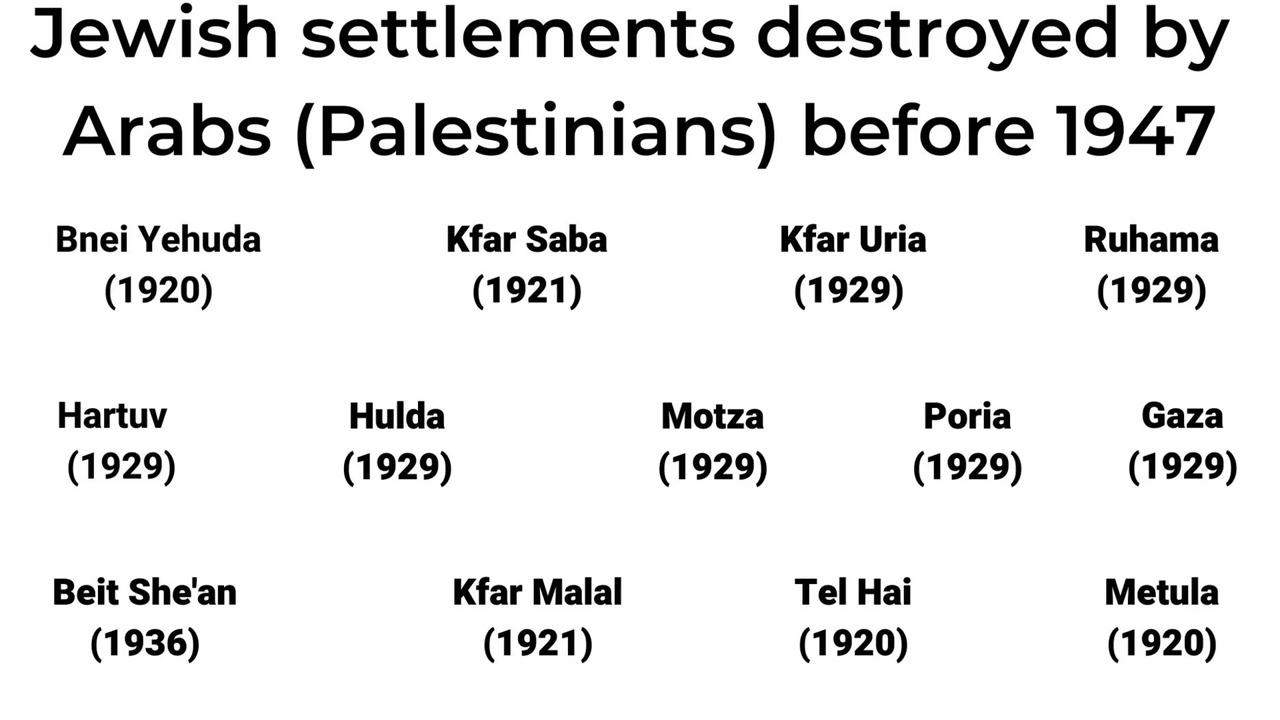 Jewish settlements destroyed by
Arabs (Palestinians) before 1947
Bnei Yehuda
(1920)
Kfar Saba
(1921)
Kfar Uria
(1929)
Ruhama
(1929)
Hartuv
(1929)
Hulda
(1929)
Motza
(1929)
Poria
(1929)
Gaza
(1929)
Beit She'an
(1936)
Kfar Malal
(1921)
Tel Hai
(1920)
Metula
(1920)